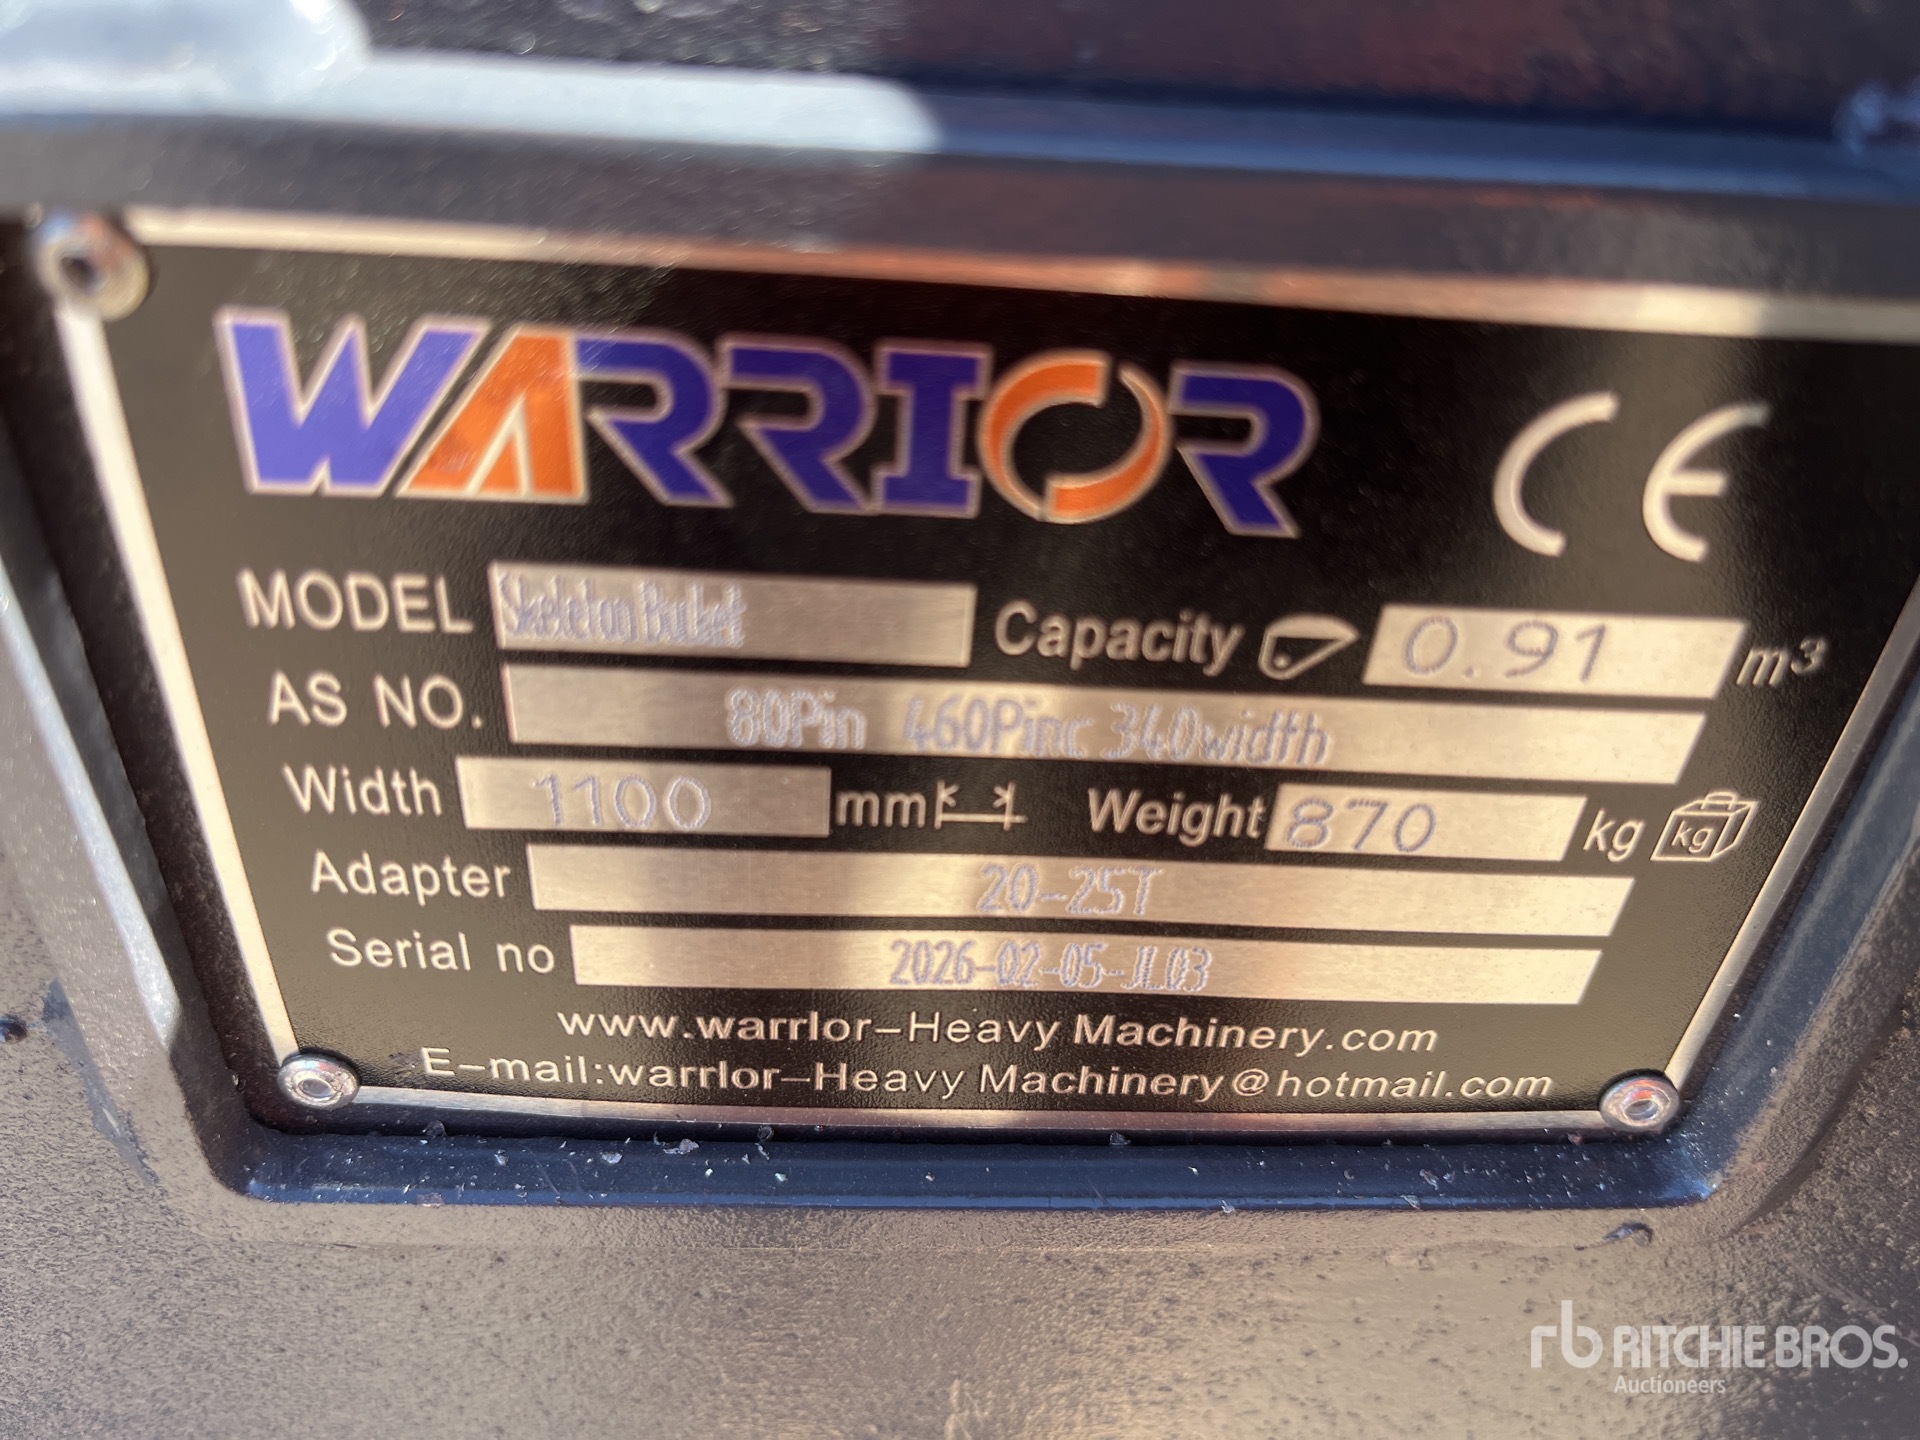 WARRIOR CE
MODEL Skeleton Bucket Capacity 0.91 m³
AS NO. 80Pin 460Pinc 340width
Width 1100 mm Weight 870 kg kg
Adapter 20-25T
Serial no 2026-02-05-JL03
www.warrlor-Heavy Machinery.com
E-mail:warrlor-Heavy Machinery@hotmail.com
rb RITCHIE BROS.
Auctioneers